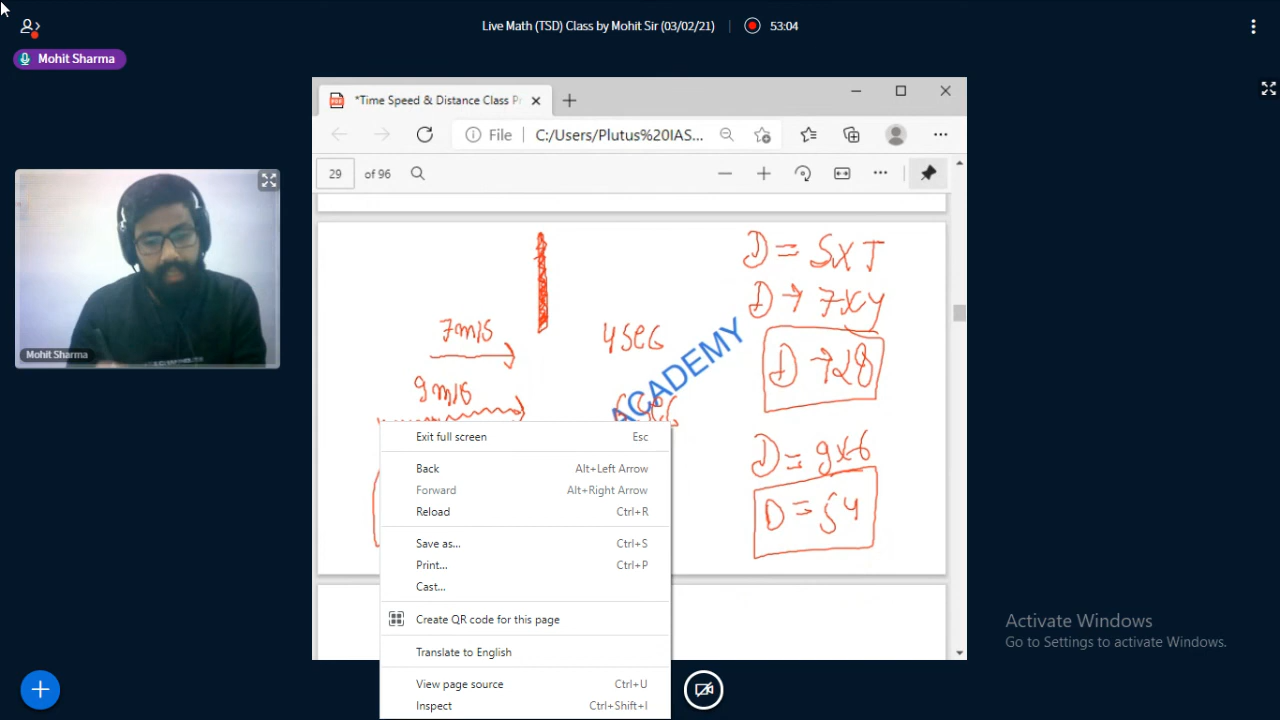 Live Math (TSD) Class by Mohit Sir (03/02/21)
53:04
Mohit Sharma
*Time Speed & Distance Class Pr
File
C:/Users/Plutus%20IAS...
29
of 96
Mohit Sharma
7m/s
9m/s
4 SEC
ACADEMY
D = S x T
D → 7 x 4
D → 28
D = 9 x 6
D = 54
Exit full screen Esc
Back Alt+Left Arrow
Forward Alt+Right Arrow
Reload Ctrl+R
Save as... Ctrl+S
Print... Ctrl+P
Cast...
Create QR code for this page
Translate to English
View page source Ctrl+U
Inspect Ctrl+Shift+I
Activate Windows
Go to Settings to activate Windows.